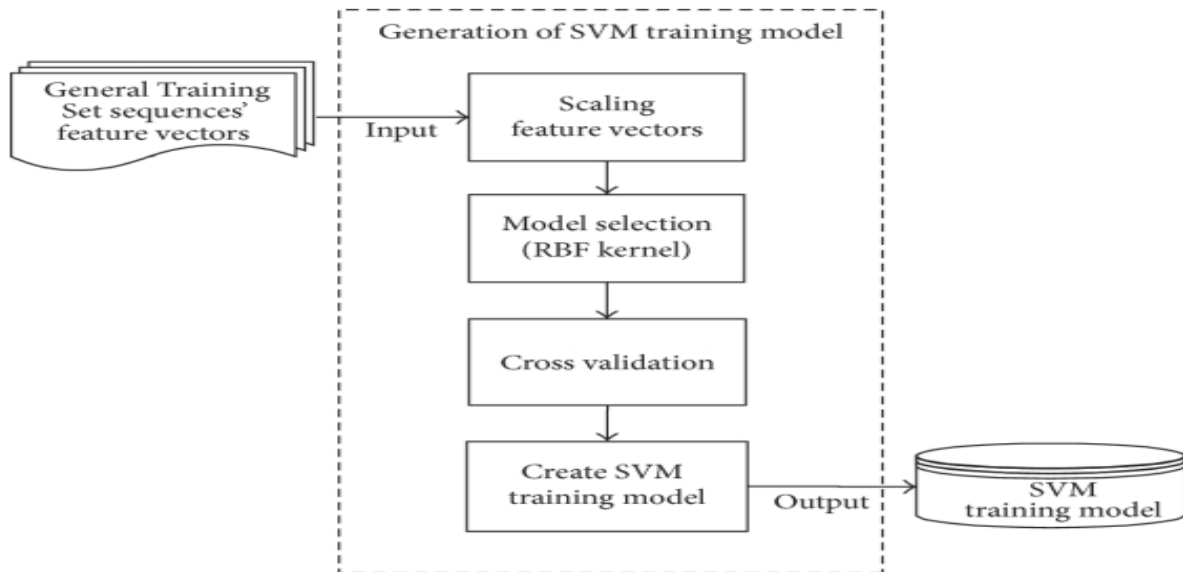 Generation of SVM training model
General Training
Set sequences'
feature vectors
Input
Scaling
feature vectors
Model selection
(RBF kernel)
Cross validation
Create SVM
training model
Output
SVM
training model